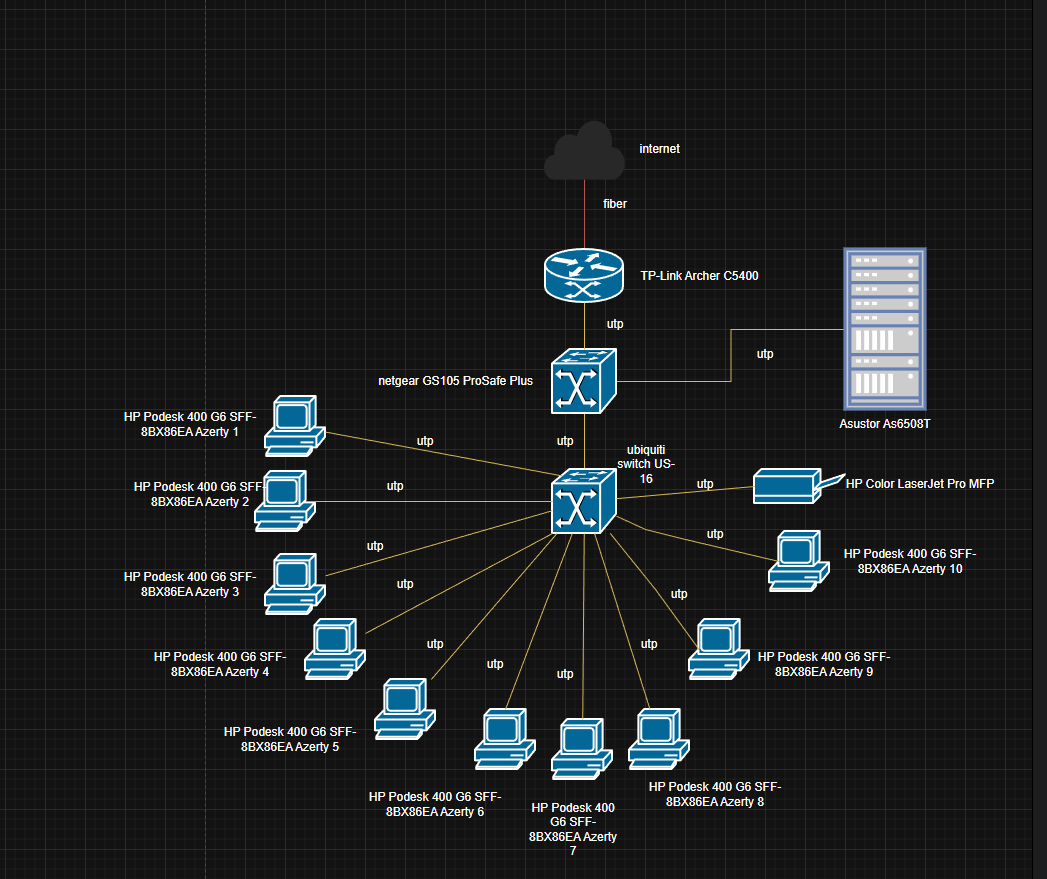 internet
fiber
TP-Link Archer C5400
utp
utp
netgear GS105 ProSafe Plus
HP Podesk 400 G6 SFF-
8BX86EA Azerty 1
utp
utp
ubiquiti
switch US-
16
Asustor As6508T
HP Podesk 400 G6 SFF-
8BX86EA Azerty 2
utp
utp
HP Color LaserJet Pro MFP
utp
utp
HP Podesk 400 G6 SFF-
8BX86EA Azerty 10
HP Podesk 400 G6 SFF-
8BX86EA Azerty 3
utp
utp
HP Podesk 400 G6 SFF-
8BX86EA Azerty 4
utp
utp
utp
utp
HP Podesk 400 G6 SFF-
8BX86EA Azerty 9
HP Podesk 400 G6 SFF-
8BX86EA Azerty 5
HP Podesk 400 G6 SFF-
8BX86EA Azerty 6
HP Podesk 400
G6 SFF-
8BX86EA Azerty
7
HP Podesk 400 G6 SFF-
8BX86EA Azerty 8